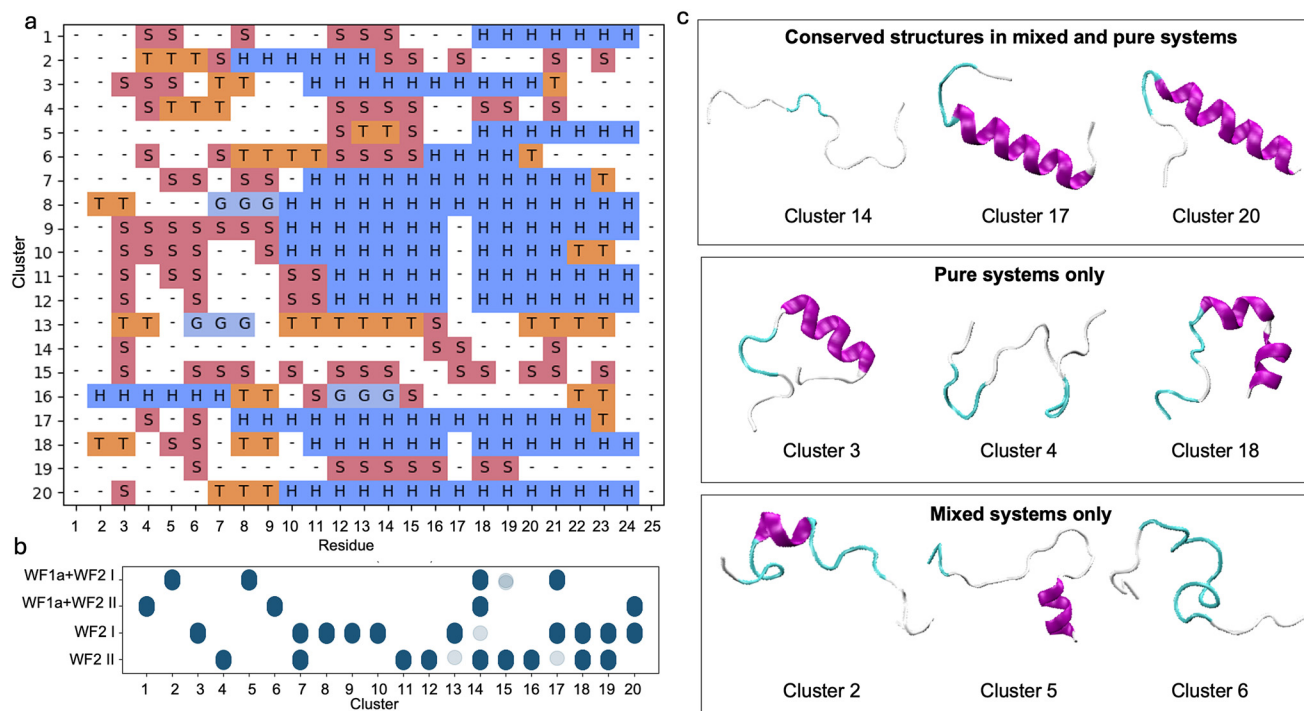 a
1 - - - S S - - S - - - S S S - - - H H H H H H H -
2 - - - T T T S H H H H H H S S - S - - - S - S - -
3 - - S S S - T T - - H H H H H H H H H H T - - - -
4 - - - S T T T - - - - S S S S - - S S - S - - - -
5 - - - - - - - - - - - S T T S - - H H H H H H H -
6 - - - S - - S T T T T S S S S H H H H T - - - - -
7 - - - - S S - S S - H H H H H H H H H H H H T - -
8 - T T - - - G G G H H H H H H H H H H H H H H H -
9 - - S S S S S S S H H H H H H H - H H H H H H H -
10 - - S S S S - - S H H H H H H H - H H H H T T - -
11 - - S - S S - - - S S H H H H H - H H H H H H H -
12 - - S - - S - - - S S H H H H H - H H H H H H H -
13 - - T T - G G G - T T T T T T S - - - T T T T - -
14 - - S - - - - - - - - - - - - S S - - - S - - - -
15 - - S - - S S S - S - S S S - - S S - S S - S - -
16 - H H H H H H T T - S G G G S - - - - - - T T - -
17 - - - S - S - H H H H H H H H H H H H H H H T - -
18 - T T - S S - T T - H H H H H H - H H H H H H H -
19 - - - - - S - - - - - S S S S S - S S - - - - - -
20 - - S - - - T T T H H H H H H H H H H H H H H H -
1 2 3 4 5 6 7 8 9 10 11 12 13 14 15 16 17 18 19 20 21 22 23 24 25
Residue
Cluster
b
WF1a+WF2 I
WF1a+WF2 II
WF2 I
WF2 II
1 2 3 4 5 6 7 8 9 10 11 12 13 14 15 16 17 18 19 20
Cluster
c
Conserved structures in mixed and pure systems
Cluster 14 Cluster 17 Cluster 20
Pure systems only
Cluster 3 Cluster 4 Cluster 18
Mixed systems only
Cluster 2 Cluster 5 Cluster 6